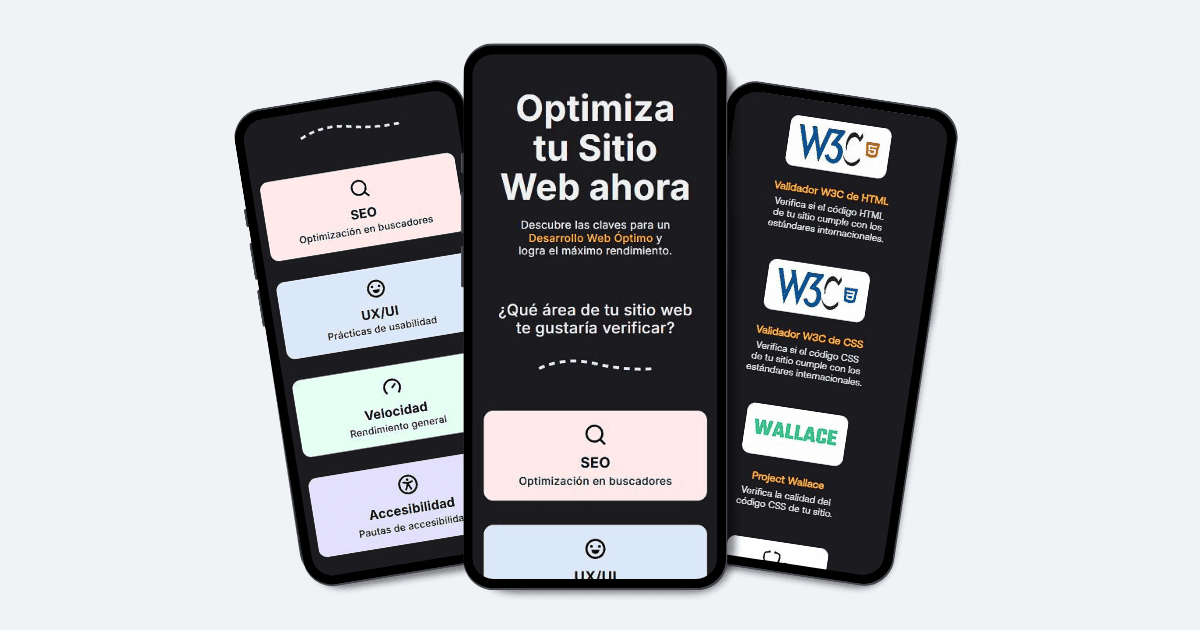 SEO
Optimización en buscadores
UX/UI
Prácticas de usabilidad
Velocidad
Rendimiento general
Accesibilidad
Pautas de
Optimiza
tu Sitio
Web ahora
Descubre las claves para un
Desarrollo Web Óptimo y
logra el máximo rendimiento.
¿Qué área de tu sitio web
te gustaría verificar?
SEO
Optimización en buscadores
UX/UI
W3C 5
Validador W3C de HTML
Verifica si el código HTML
de tu sitio cumple con los
estándares internacionales.
W3C 3
Validador W3C de CSS
Verifica si el código CSS
de tu sitio cumple con los
estándares internacionales.
WALLACE
Project Wallace
Verifica la calidad del
código CSS de tu sitio.